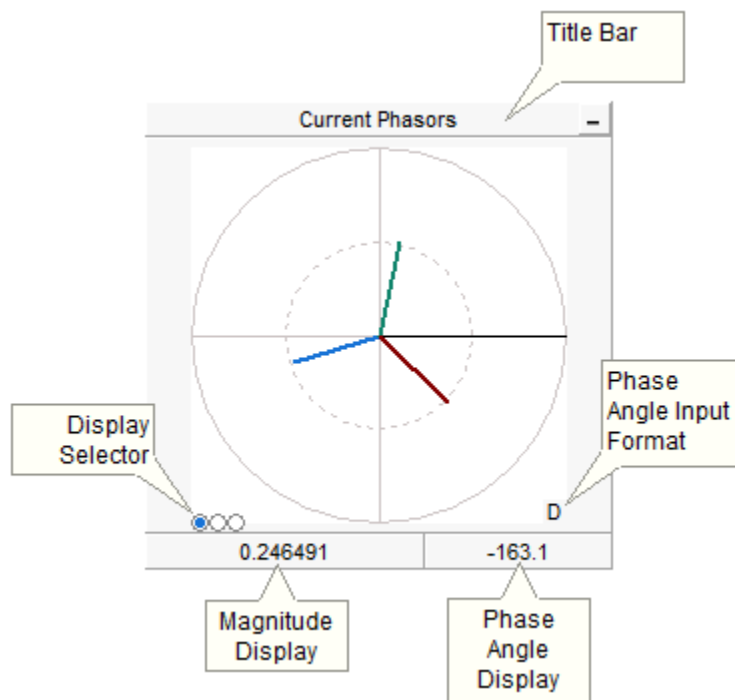 Title Bar
Current Phasors
Phase
Angle Input
Format
Display
Selector
D
0.246491
-163.1
Magnitude
Display
Phase
Angle
Display